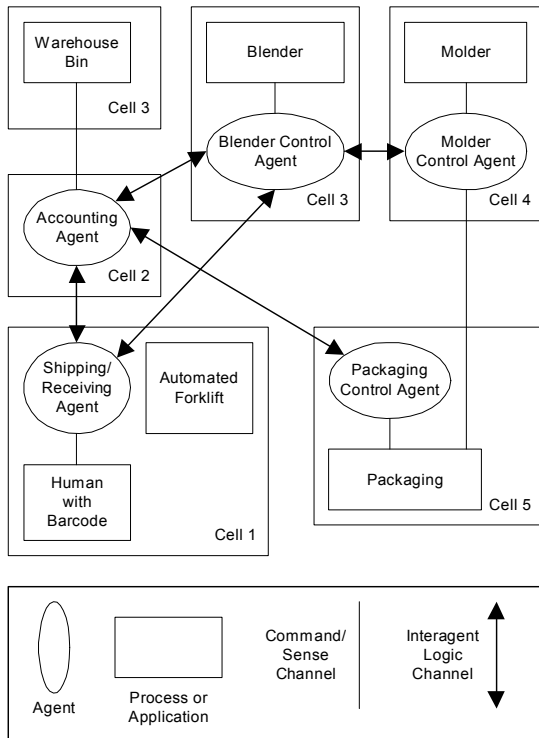 Warehouse
Bin
Cell 3
Blender
Blender Control
Agent
Cell 3
Molder
Molder
Control Agent
Cell 4
Accounting
Agent
Cell 2
Shipping/
Receiving
Agent
Automated
Forklift
Human
with
Barcode
Cell 1
Packaging
Control Agent
Packaging
Cell 5
Agent
Process or
Application
Command/
Sense
Channel
Interagent
Logic
Channel